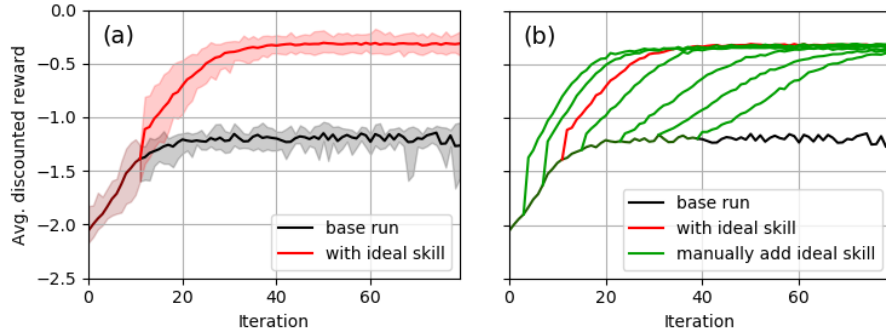 (a)
Avg. discounted reward
0.0
−0.5
−1.0
−1.5
−2.0
−2.5
0
20
40
60
Iteration
base run
with ideal skill
(b)
0
20
40
60
Iteration
base run
with ideal skill
manually add ideal skill